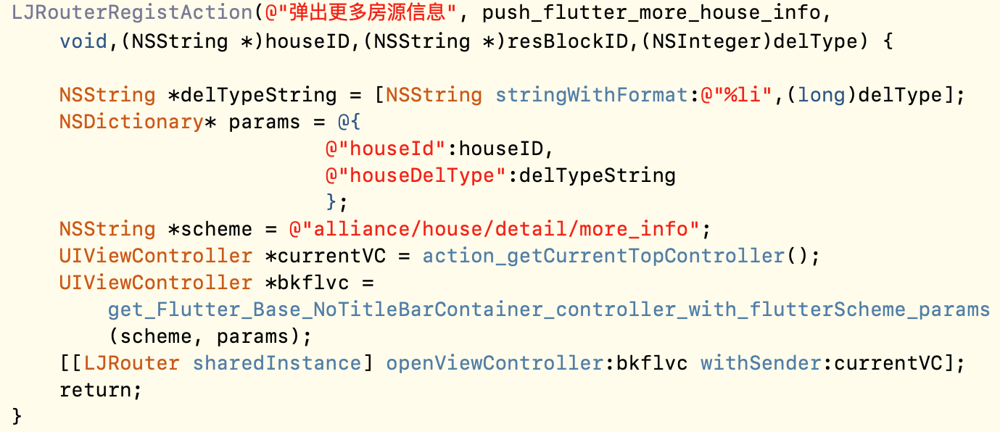 LJRouterRegistAction(@"弹出更多房源信息", push_flutter_more_house_info,
    void,(NSString *)houseID,(NSString *)resBlockID,(NSInteger)delType) {
    NSString *delTypeString = [NSString stringWithFormat:@"%li",(long)delType];
    NSDictionary* params = @{
                          @"houseId":houseID,
                          @"houseDelType":delTypeString
                          };
    NSString *scheme = @"alliance/house/detail/more_info";
    UIViewController *currentVC = action_getCurrentTopController();
    UIViewController *bkflvc =
        get_Flutter_Base_NoTitleBarContainer_controller_with_flutterScheme_params
        (scheme, params);
    [[LJRouter sharedInstance] openViewController:bkflvc withSender:currentVC];
    return;
}